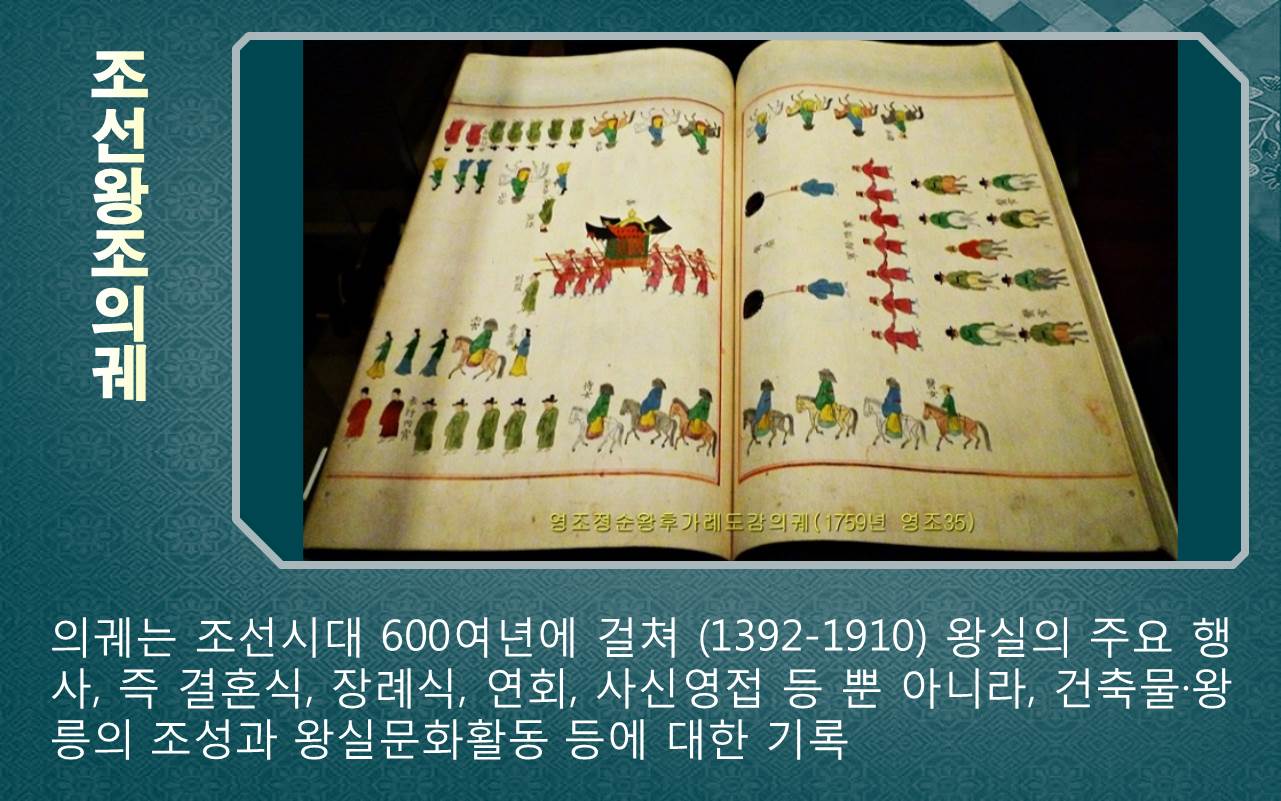 조선왕조의궤
侍女
醫女
영조정순왕후가례도감의궤(1759년 영조35)
의궤는 조선시대 600여년에 걸쳐 (1392-1910) 왕실의 주요 행
사, 즉 결혼식, 장례식, 연회, 사신영접 등 뿐 아니라, 건축물·왕
릉의 조성과 왕실문화활동 등에 대한 기록